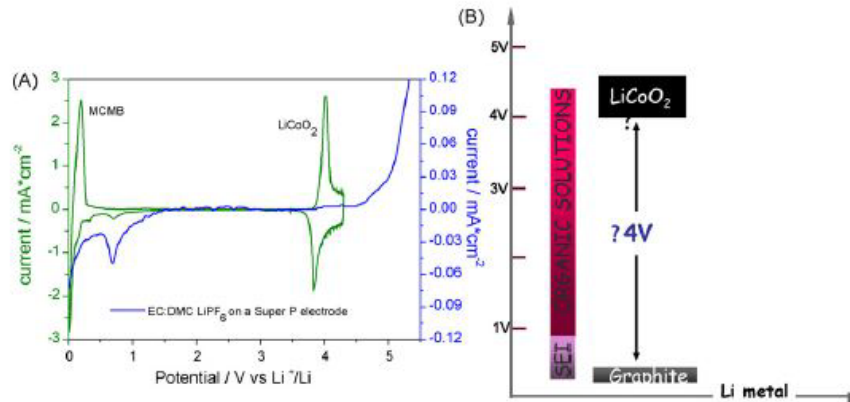 (A)
3
2
1
0
-1
-2
-3
current / mA*cm-2
MCMB
LiCoO2
EC:DMC LiPF6 on a Super P electrode
0.12
0.09
0.06
0.03
0.00
-0.03
-0.06
-0.09
-0.12
current / mA*cm-2
0 1 2 3 4 5
Potential / V vs Li+/Li
(B)
5V
4V
3V
1V
SEI ORGANIC SOLUTIONS
LiCoO2
?
?4V
Graphite
Li metal